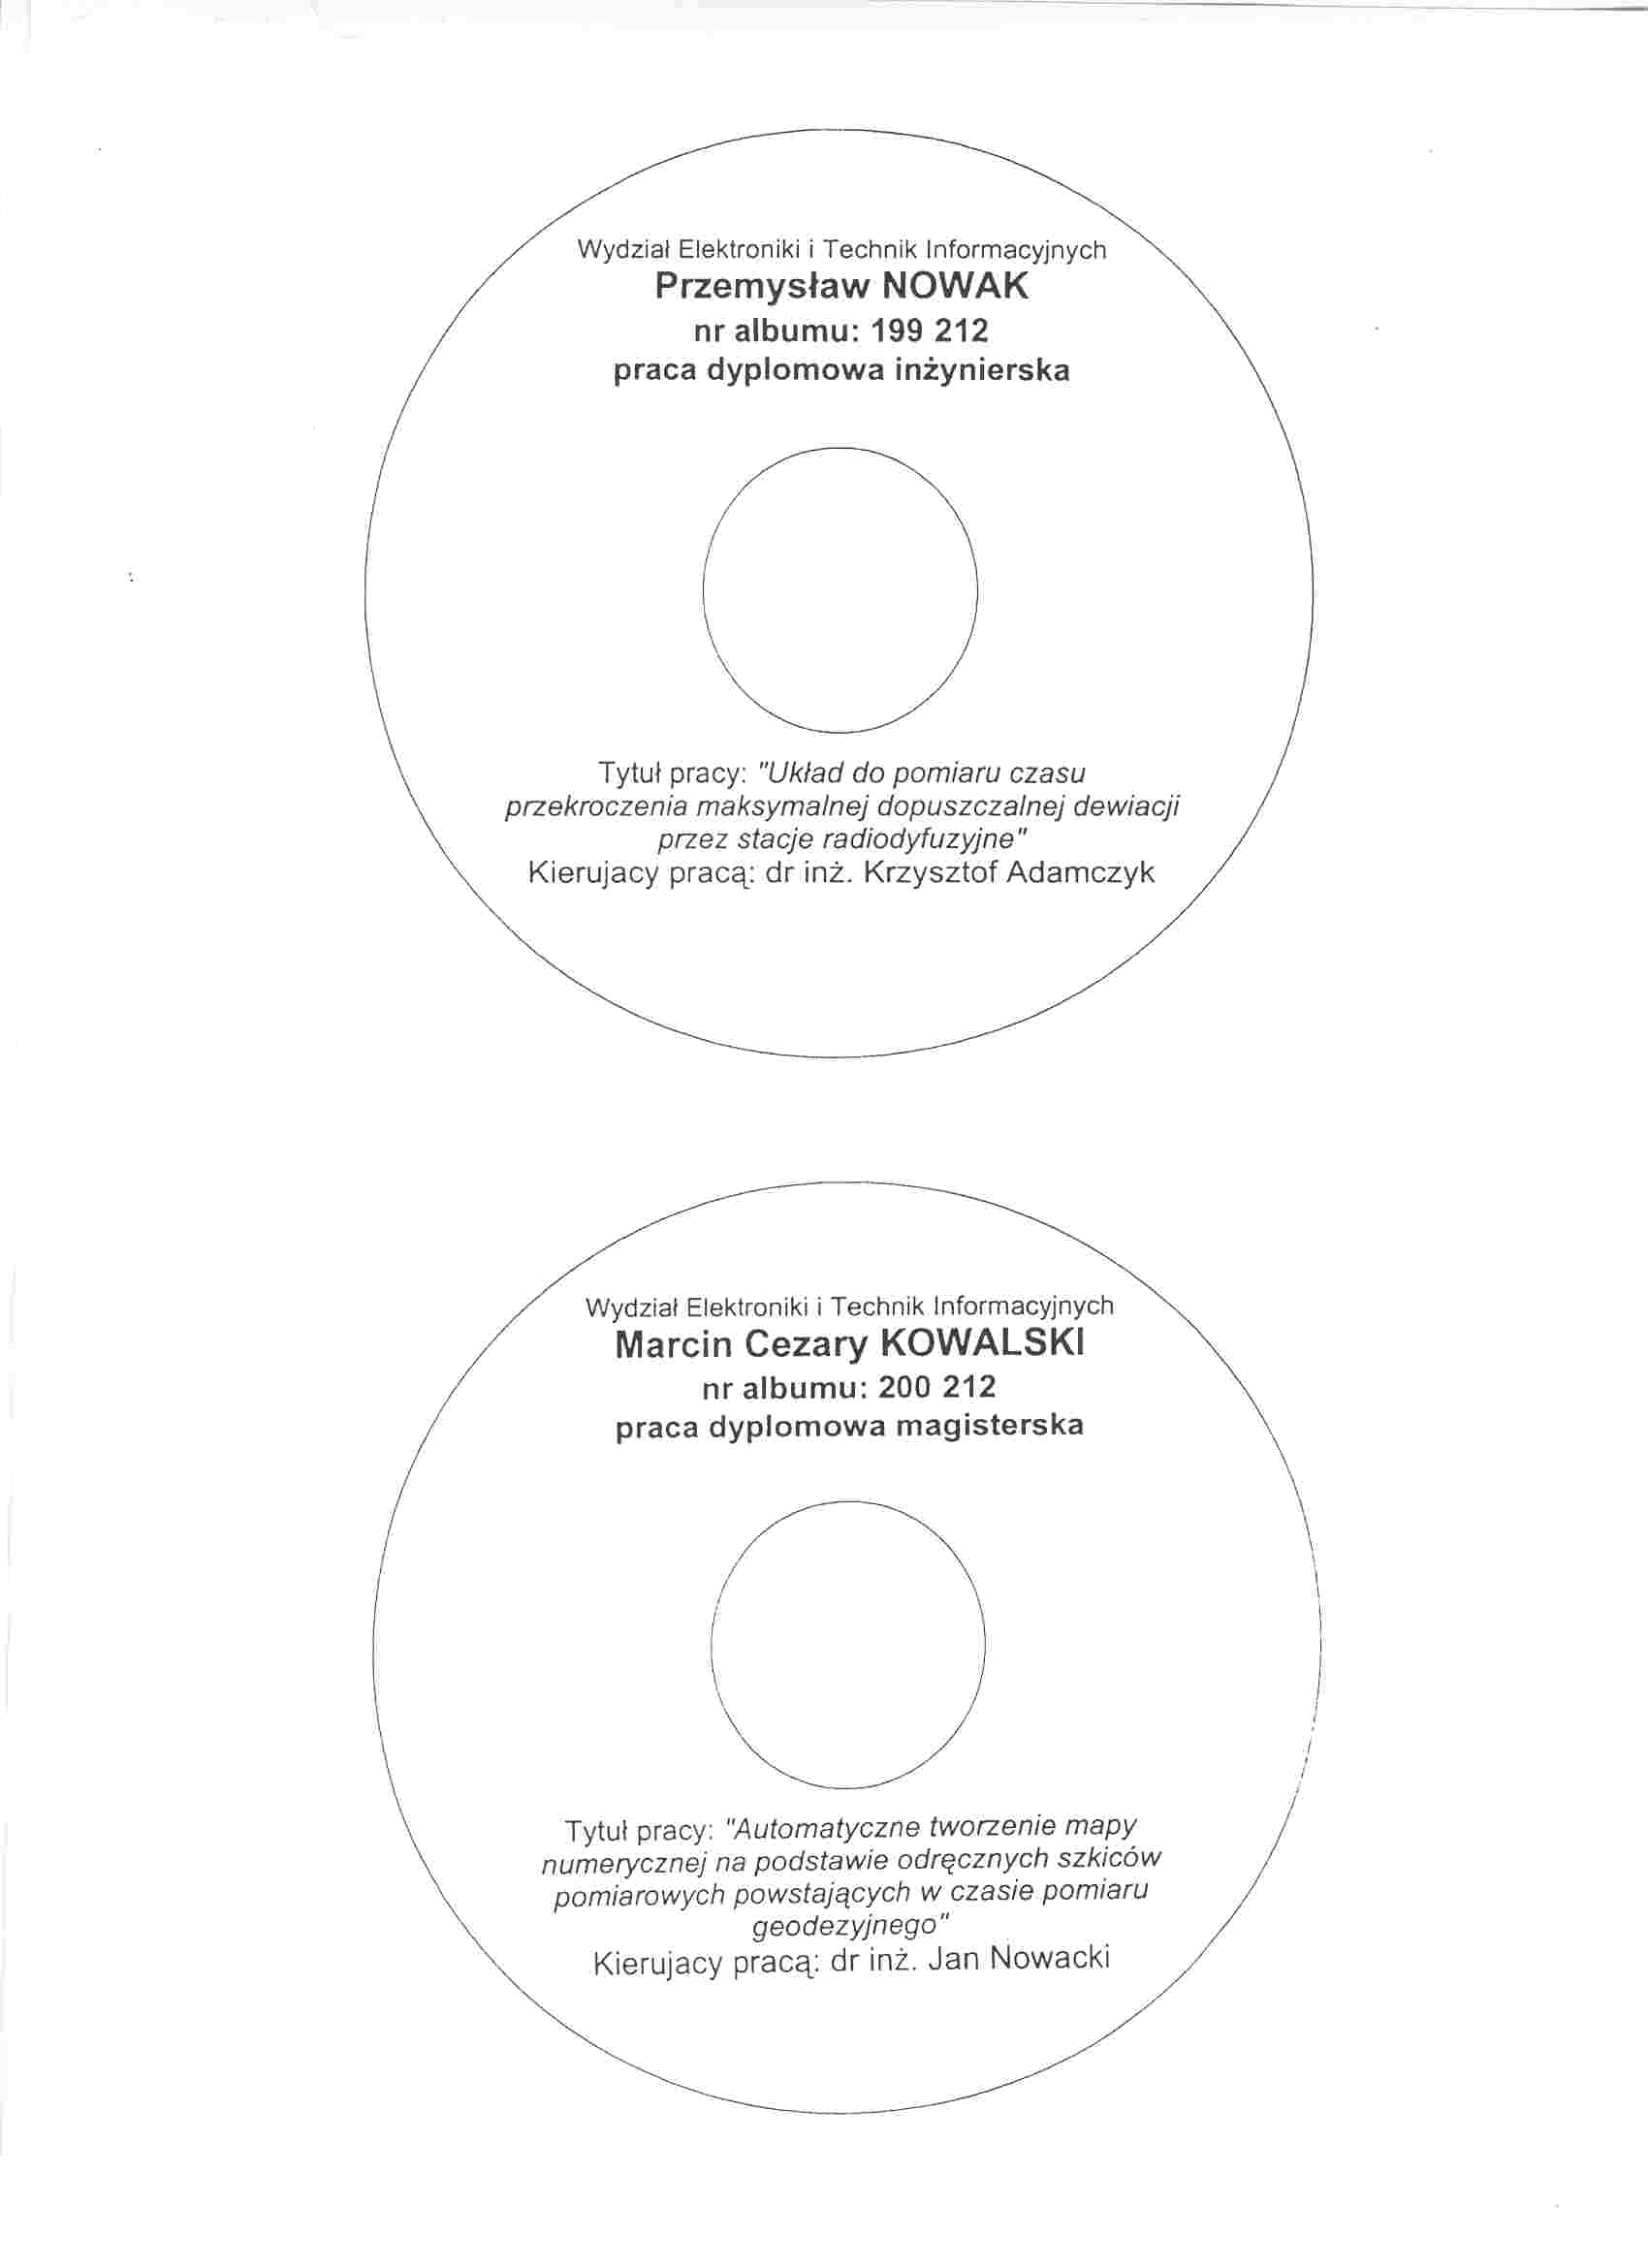 Wydział Elektroniki i Technik Informacyjnych
Przemysław NOWAK
nr albumu: 199 212
praca dyplomowa inżynierska
Tytuł pracy: "Układ do pomiaru czasu
przekroczenia maksymalnej dopuszczalnej dewiacji
przez stacje radiodyfuzyjne"
Kierujacy pracą: dr inż. Krzysztof Adamczyk
Wydział Elektroniki i Technik Informacyjnych
Marcin Cezary KOWALSKI
nr albumu: 200 212
praca dyplomowa magisterska
Tytuł pracy: "Automatyczne tworzenie mapy
numerycznej na podstawie odręcznych szkiców
pomiarowych powstających w czasie pomiaru
geodezyjnego"
Kierujacy pracą: dr inż. Jan Nowacki